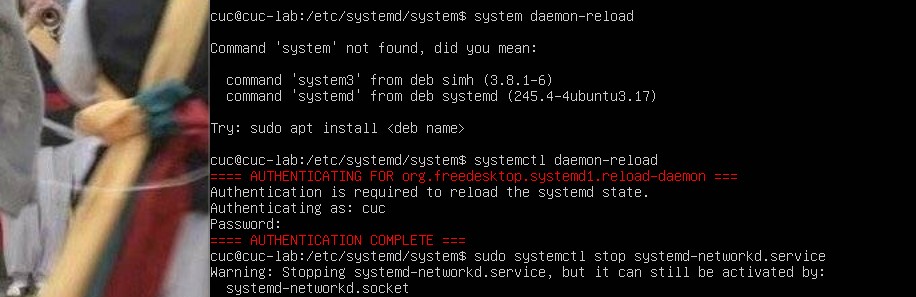 cuc@cuc-lab:/etc/systemd/system$ system daemon-reload
Command 'system' not found, did you mean:
command 'system3' from deb simh (3.8.1-6)
command 'systemd' from deb systemd (245.4-4ubuntu3.17)
Try: sudo apt install <deb name>
cuc@cuc-lab:/etc/systemd/system$ systemctl daemon-reload
==== AUTHENTICATING FOR org.freedesktop.systemd1.reload-daemon ===
Authentication is required to reload the systemd state.
Authenticating as: cuc
Password:
==== AUTHENTICATION COMPLETE ===
cuc@cuc-lab:/etc/systemd/system$ sudo systemctl stop systemd-networkd.service
Warning: Stopping systemd-networkd.service, but it can still be activated by:
systemd-networkd.socket